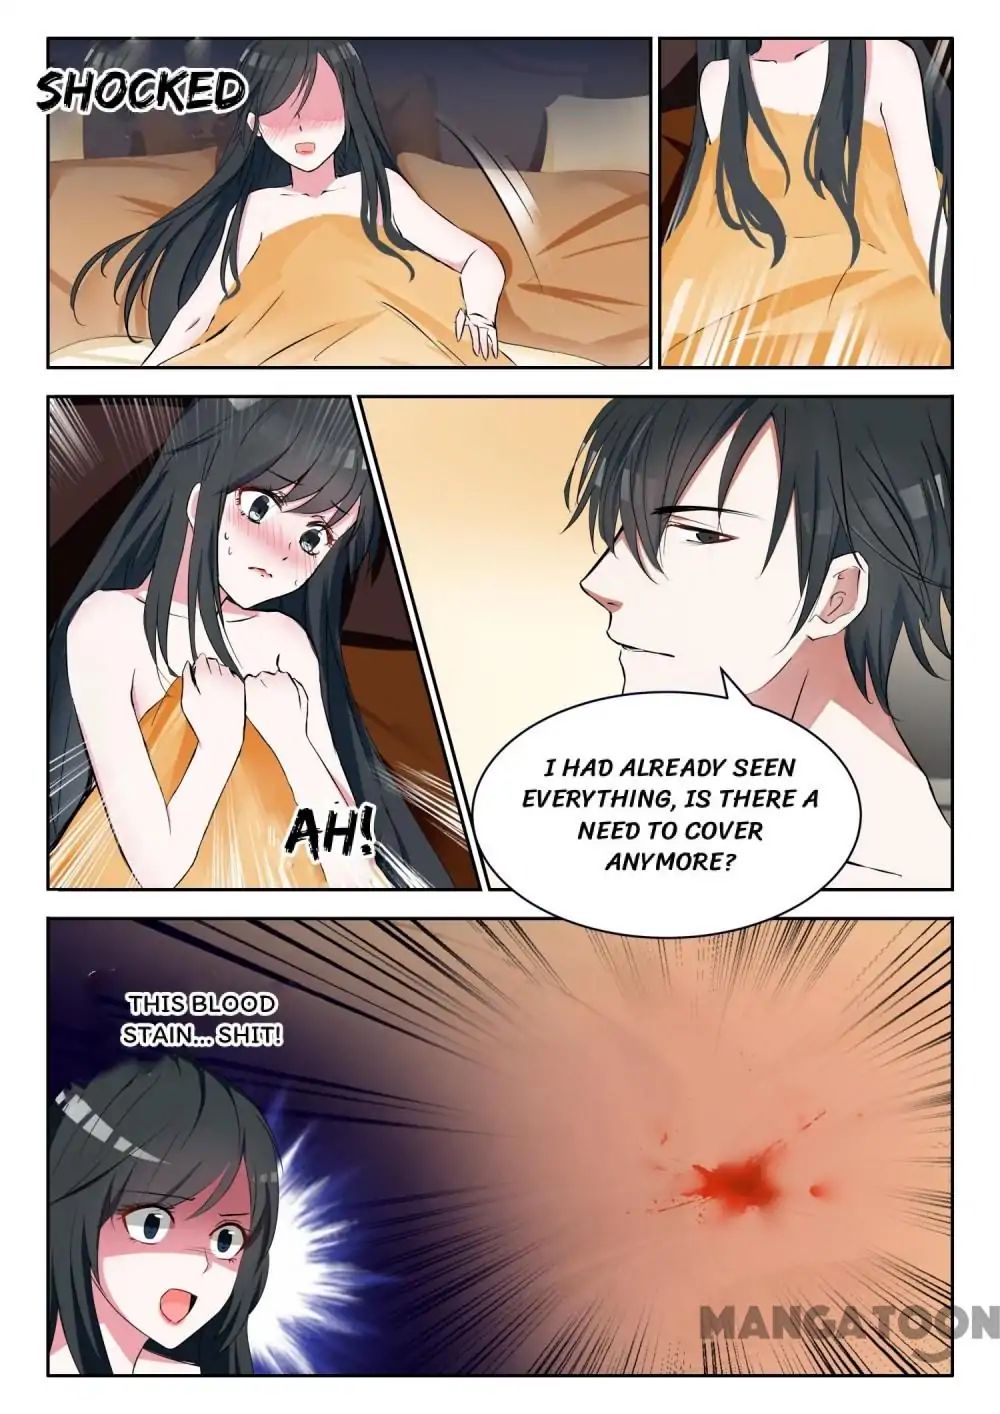 SHOCKED
AH!
I HAD ALREADY SEEN
EVERYTHING, IS THERE A
NEED TO COVER
ANYMORE?
THIS BLOOD
STAIN... SHIT!
MANGATOON